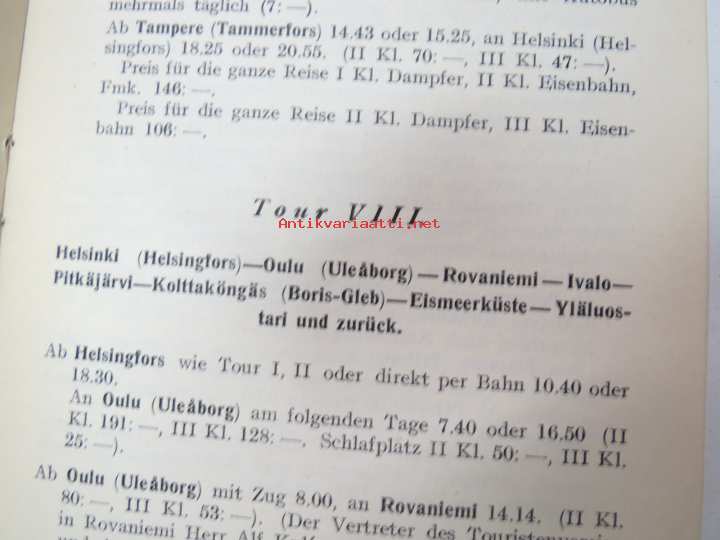 mehrmals täglich (7: —).
Ab Tampere (Tammerfors) 14.43 oder 15.25, an Helsinki (Hel-
singfors) 18.25 oder 20.55. (II Kl. 70: —, III Kl. 47: —).
Preis für die ganze Reise I Kl. Dampfer, II Kl. Eisenbahn,
Fmk. 146: —.
Preis für die ganze Reise II Kl. Dampfer, III Kl. Eisen-
bahn 106: —.
Tour VIII
Antikvariaatti.net
Helsinki (Helsingfors)—Oulu (Uleåborg)—Rovaniemi—Ivalo—
Pitkäjärvi—Kolttaköngäs (Boris-Gleb)—Eismeerküste—Yläluos-
tari und zurück.
Ab Helsingfors wie Tour I, II oder direkt per Bahn 10.40 oder
18.30.
An Oulu (Uleåborg) am folgenden Tage 7.40 oder 16.50 (II
Kl. 191: —, III Kl. 128: —. Schlafplatz II Kl. 50: —, III Kl.
25: —).
Ab Oulu (Uleåborg) mit Zug 8.00, an Rovaniemi 14.14. (II Kl.
80: —, III Kl. 53: —). (Der Vertreter des
in Rovaniemi Herr Alf